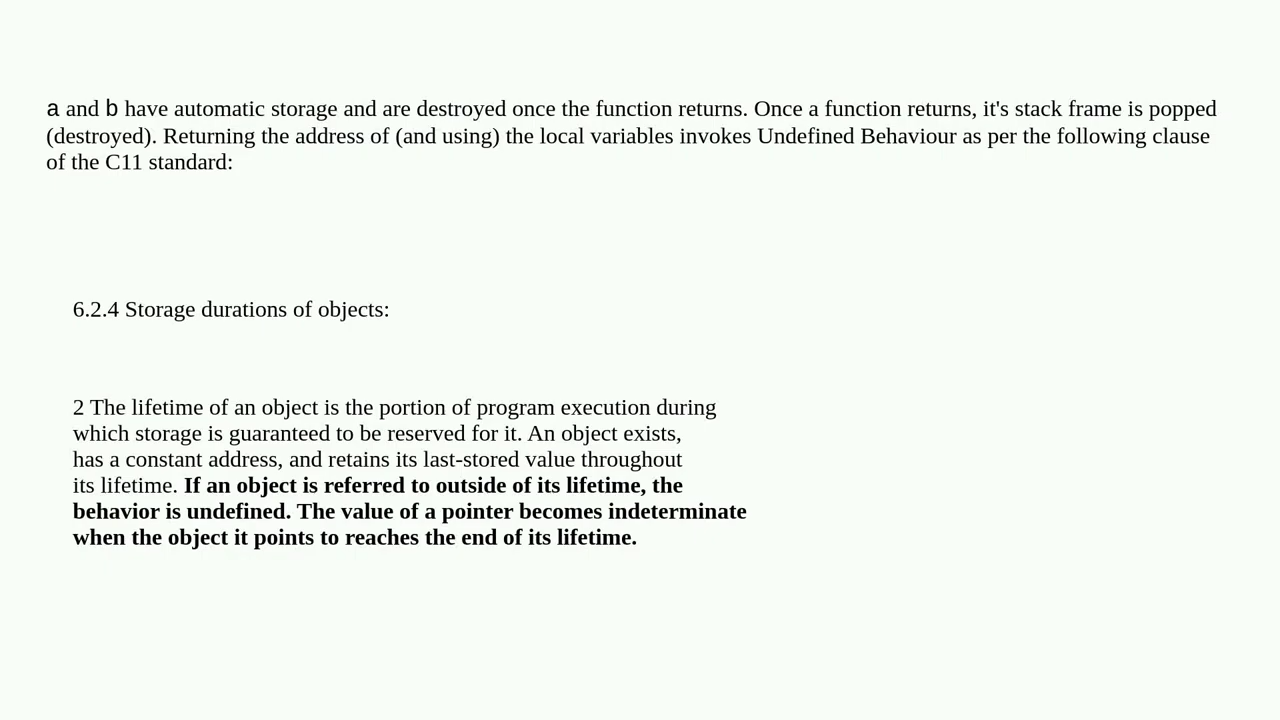 a and b have automatic storage and are destroyed once the function returns. Once a function returns, it's stack frame is popped
(destroyed). Returning the address of (and using) the local variables invokes Undefined Behaviour as per the following clause
of the C11 standard:
6.2.4 Storage durations of objects:
2 The lifetime of an object is the portion of program execution during
which storage is guaranteed to be reserved for it. An object exists,
has a constant address, and retains its last-stored value throughout
its lifetime. If an object is referred to outside of its lifetime, the
behavior is undefined. The value of a pointer becomes indeterminate
when the object it points to reaches the end of its lifetime.